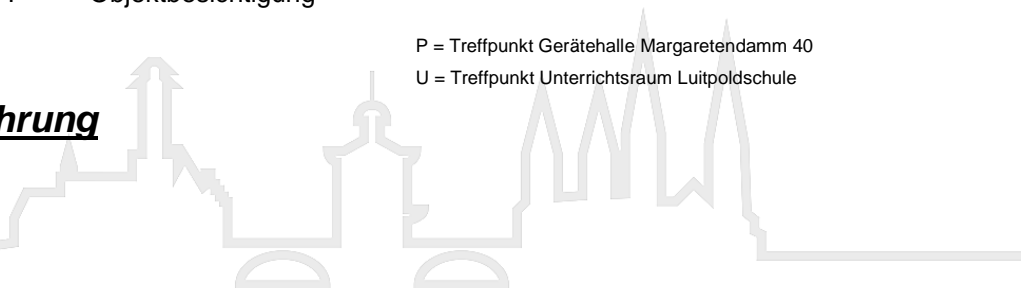 Objektbesichtigung
P = Treffpunkt Gerätehalle Margaretendamm 40
U = Treffpunkt Unterrichtsraum Luitpoldschule
hrung